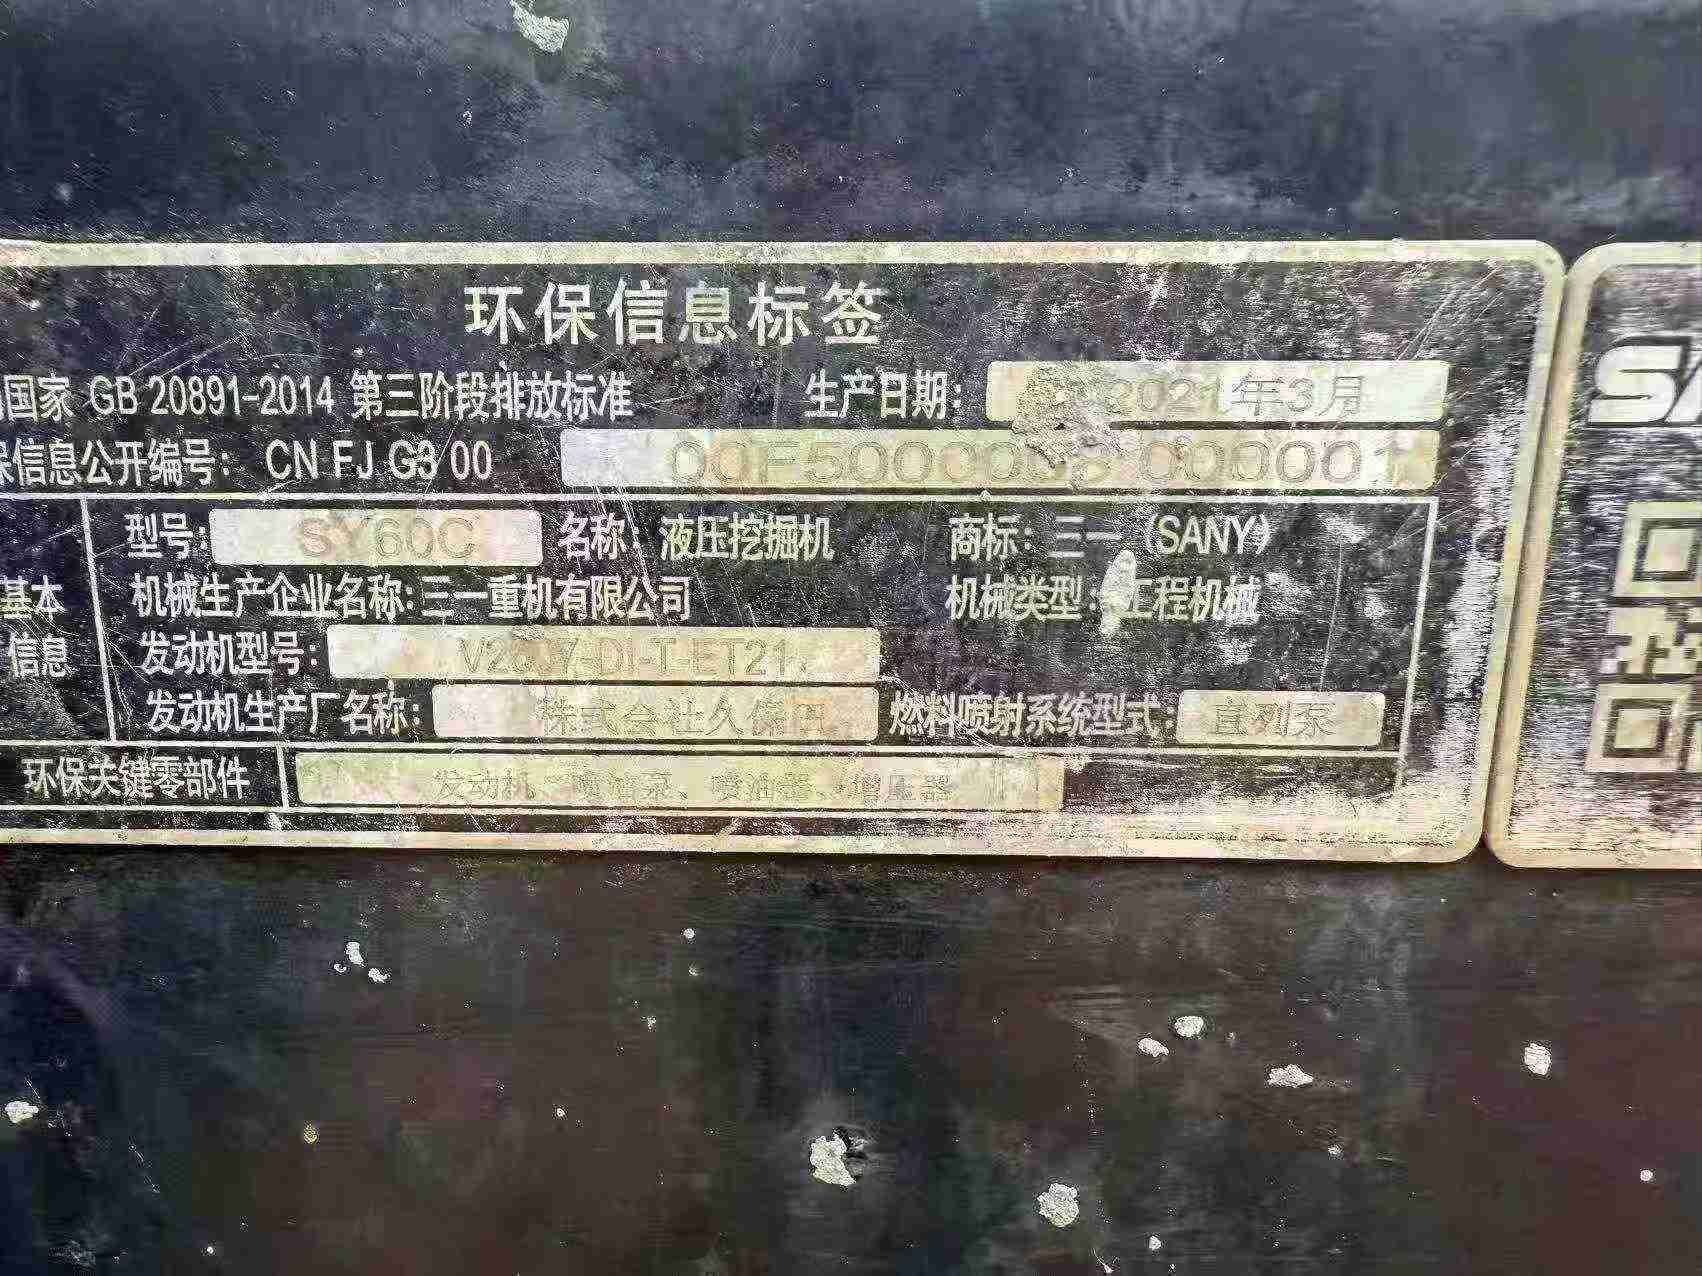 环保信息标签
国家 GB 20891-2014 第三阶段排放标准 生产日期: 2021年3月
保信息公开编号: CN FJ G3 00
型号: SY60C 名称: 液压挖掘机 商标: 三一 (SANY)
基本 机械生产企业名称: 三一重机有限公司 机械类型: 工程机械
信息 发动机型号:
发动机生产厂名称: 株式会社久保田 燃料喷射系统型式: 直列泵
环保关键零部件 发动机、喷油泵、喷油器、增压器